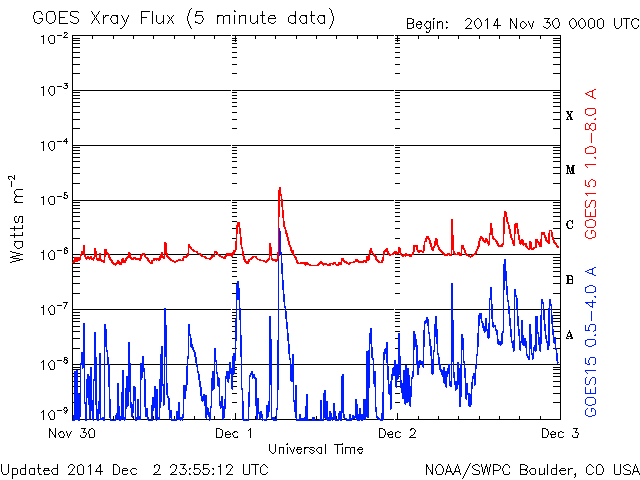 GOES Xray Flux (5 minute data)
Begin: 2014 Nov 30 0000 UTC
10⁻²
10⁻³
10⁻⁴
10⁻⁵
10⁻⁶
10⁻⁷
10⁻⁸
10⁻⁹
Watts m⁻²
X
M
C
B
A
GOES15 1.0-8.0 A
GOES15 0.5-4.0 A
Nov 30
Dec 1
Dec 2
Dec 3
Universal Time
Updated 2014 Dec 2 23:55:12 UTC
NOAA/SWPC Boulder, CO USA